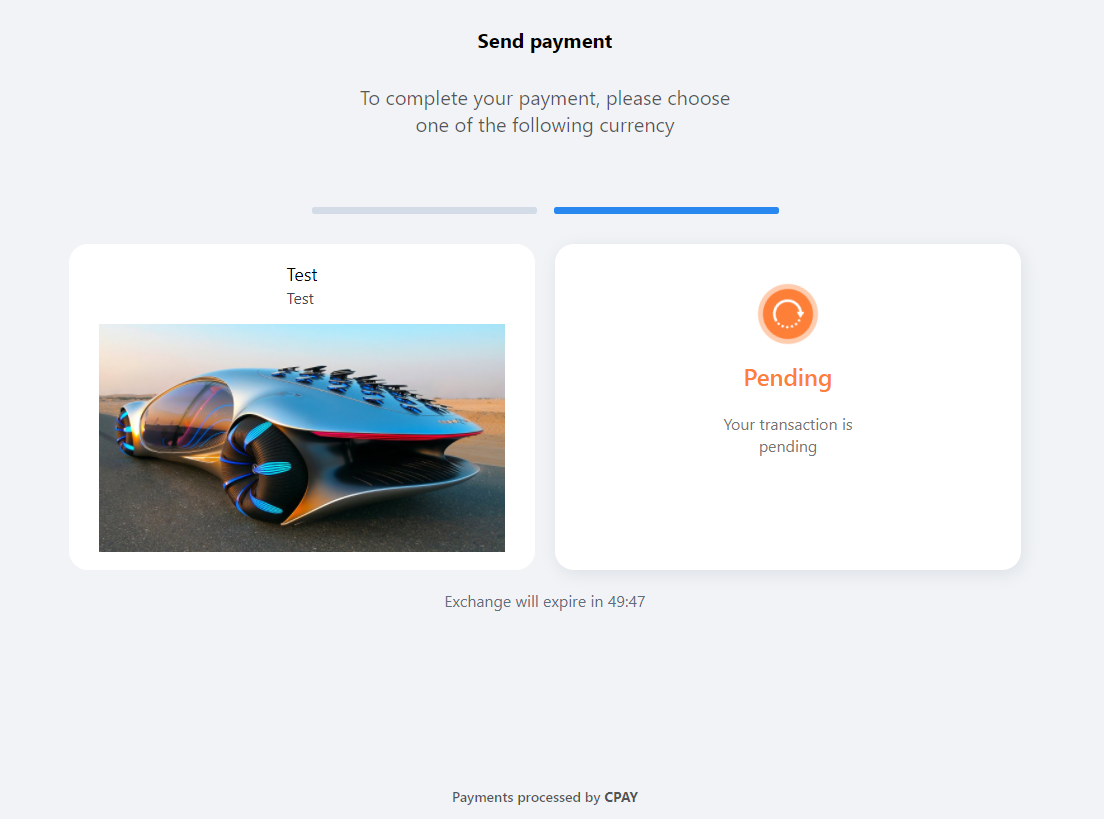 Send payment
To complete your payment, please choose
one of the following currency
Test
Test
Pending
Your transaction is
pending
Exchange will expire in 49:47
Payments processed by CPAY